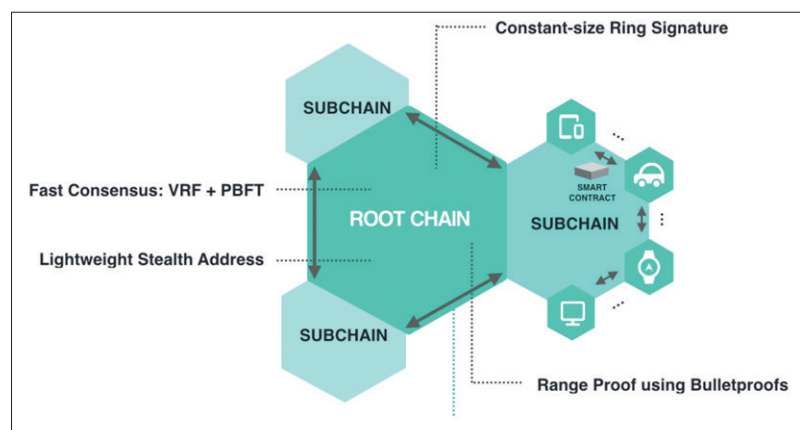 Constant-size Ring Signature
SUBCHAIN
Fast Consensus: VRF + PBFT
ROOT CHAIN
SMART
CONTRACT
SUBCHAIN
Lightweight Stealth Address
SUBCHAIN
Range Proof using Bulletproofs